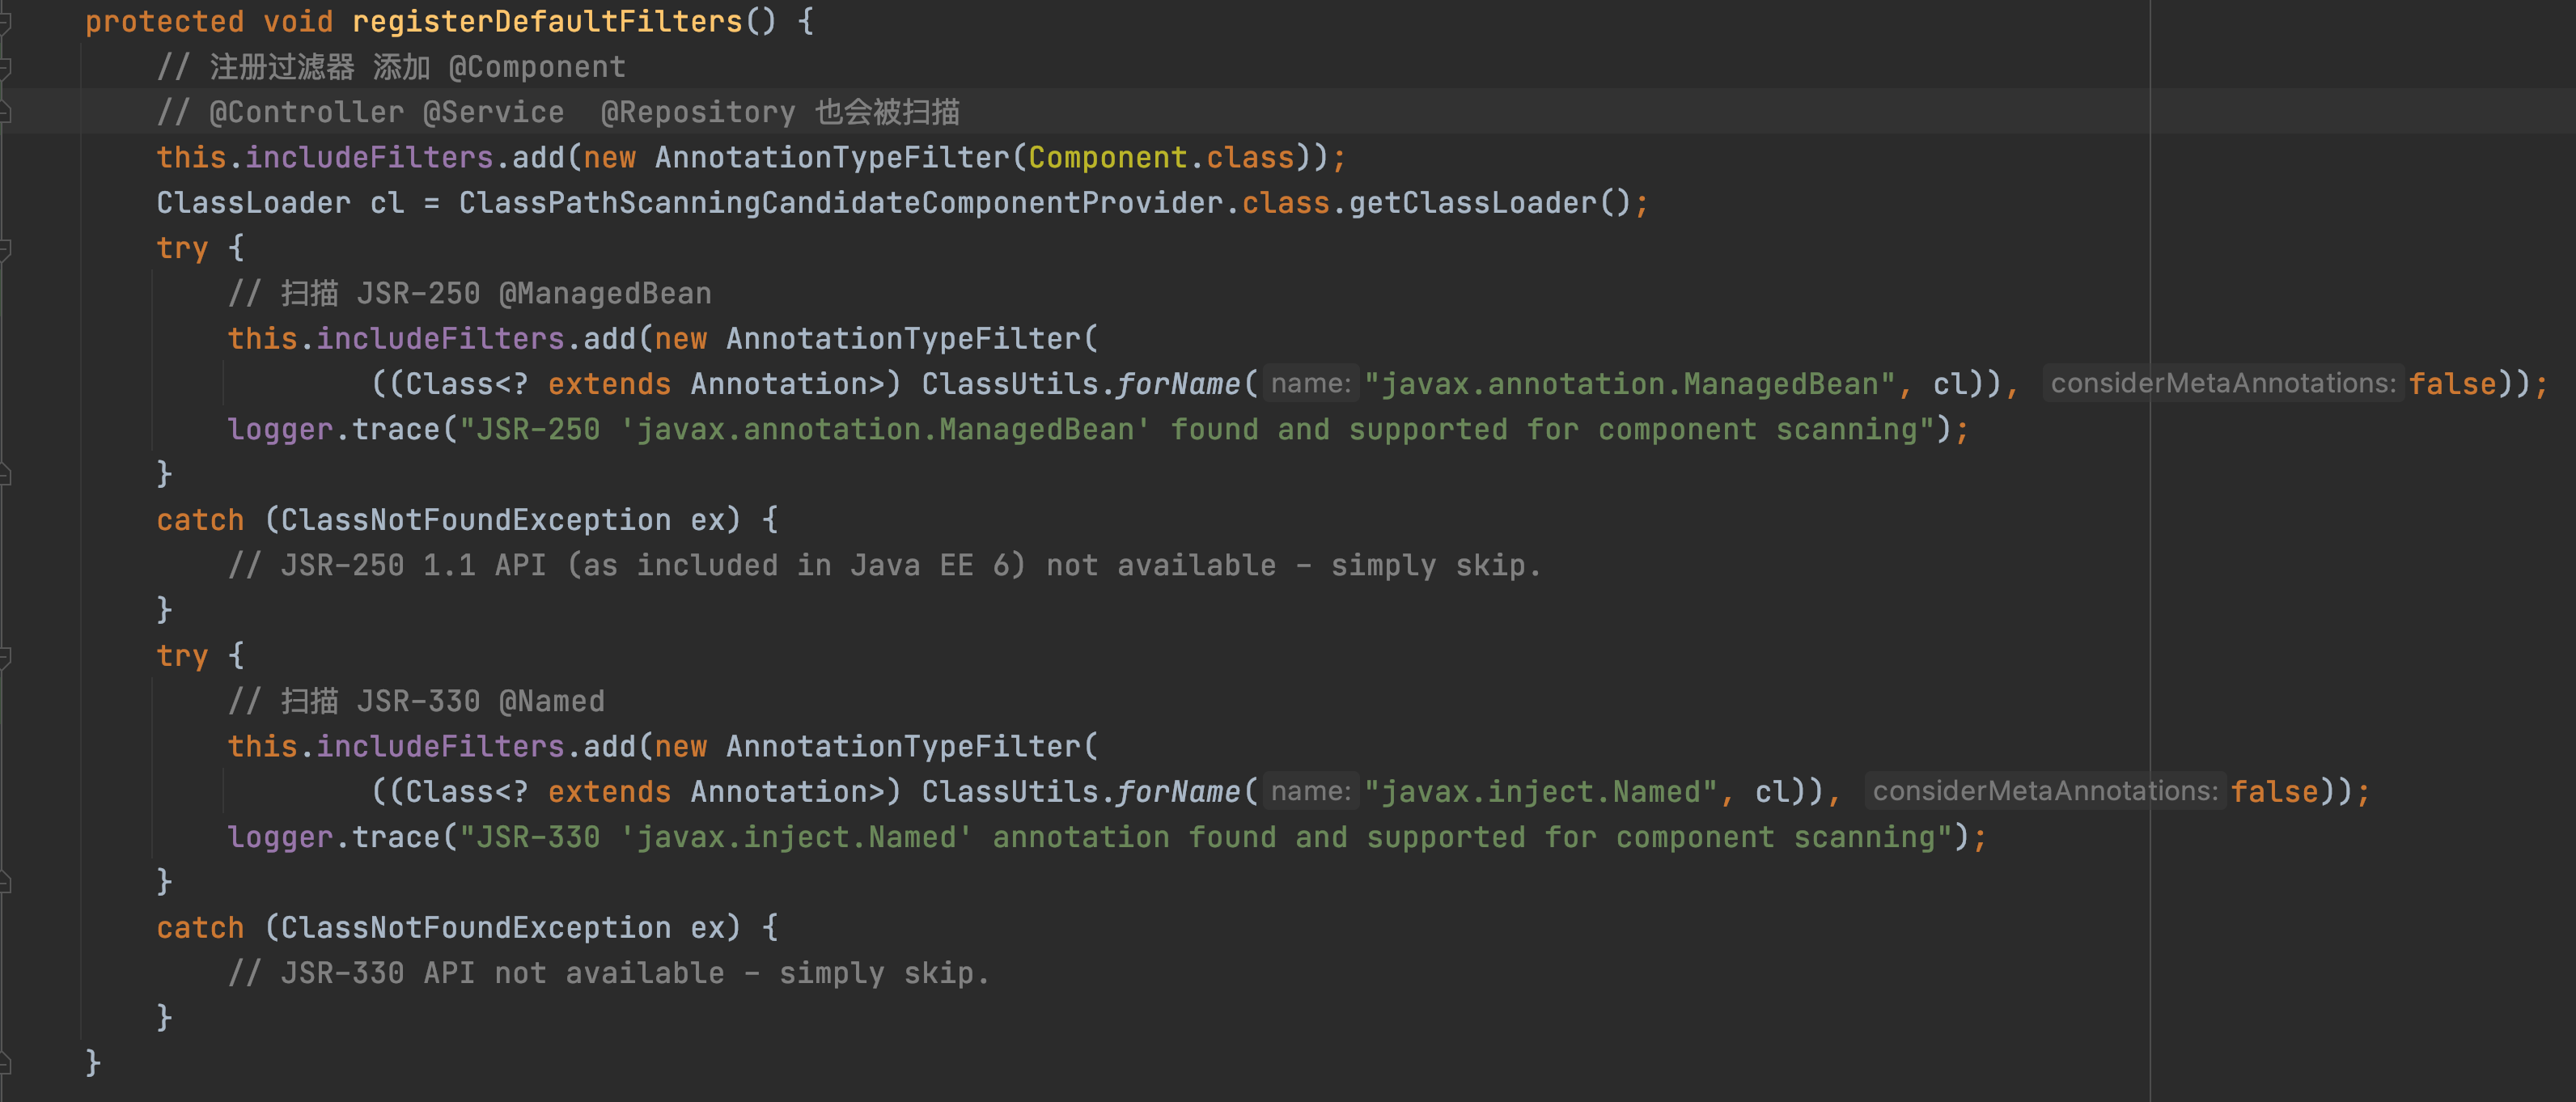 protected void registerDefaultFilters() {
// 注册过滤器 添加 @Component
// @Controller @Service  @Repository 也会被扫描
this.includeFilters.add(new AnnotationTypeFilter(Component.class));
ClassLoader cl = ClassPathScanningCandidateComponentProvider.class.getClassLoader();
try {
// 扫描 JSR-250 @ManagedBean
this.includeFilters.add(new AnnotationTypeFilter(
((Class<? extends Annotation>) ClassUtils.forName( name: "javax.annotation.ManagedBean", cl)), considerMetaAnnotations: false));
logger.trace("JSR-250 'javax.annotation.ManagedBean' found and supported for component scanning");
}
catch (ClassNotFoundException ex) {
// JSR-250 1.1 API (as included in Java EE 6) not available - simply skip.
}
try {
// 扫描 JSR-330 @Named
this.includeFilters.add(new AnnotationTypeFilter(
((Class<? extends Annotation>) ClassUtils.forName( name: "javax.inject.Named", cl)), considerMetaAnnotations: false));
logger.trace("JSR-330 'javax.inject.Named' annotation found and supported for component scanning");
}
catch (ClassNotFoundException ex) {
// JSR-330 API not available - simply skip.
}
}